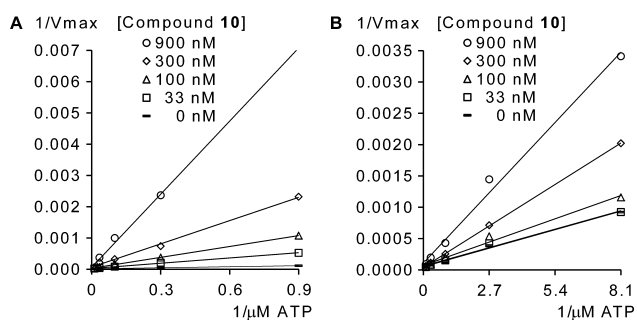 A 1/Vmax [Compound 10]
900 nM
300 nM
100 nM
33 nM
0 nM
0.007
0.006
0.005
0.004
0.003
0.002
0.001
0.000
0 0.3 0.6 0.9
1/μM ATP
B 1/Vmax [Compound 10]
900 nM
300 nM
100 nM
33 nM
0 nM
0.0035
0.0030
0.0025
0.0020
0.0015
0.0010
0.0005
0.0000
0 2.7 5.4 8.1
1/μM ATP